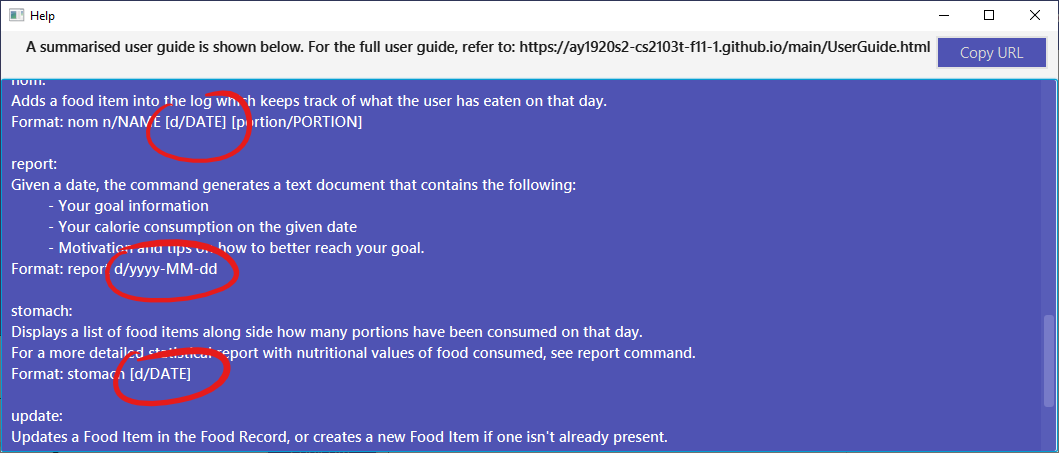 Help
A summarised user guide is shown below. For the full user guide, refer to: https://ay1920s2-cs2103t-f11-1.github.io/main/UserGuide.html
Copy URL
nom:
Adds a food item into the log which keeps track of what the user has eaten on that day.
Format: nom n/NAME [d/DATE] [portion/PORTION]
report:
Given a date, the command generates a text document that contains the following:
- Your goal information
- Your calorie consumption on the given date
- Motivation and tips on how to better reach your goal.
Format: report d/yyyy-MM-dd
stomach:
Displays a list of food items along side how many portions have been consumed on that day.
For a more detailed statistical report with nutritional values of food consumed, see report command.
Format: stomach [d/DATE]
update:
Updates a Food Item in the Food Record, or creates a new Food Item if one isn't already present.